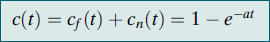 c(t) = c_f(t) + c_n(t) = 1 − e^{−at}